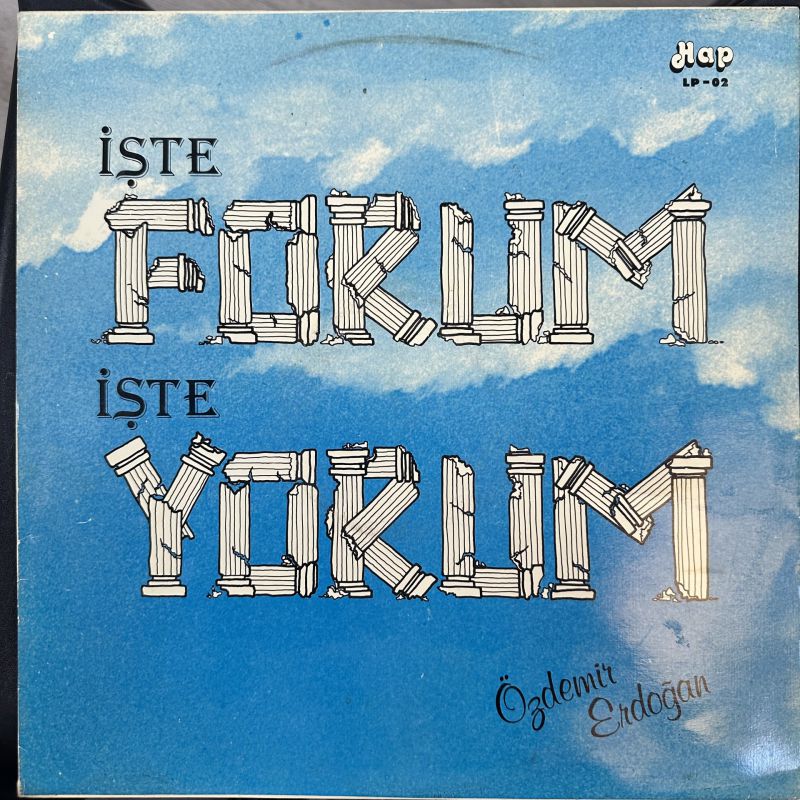 Hap
LP-02
İŞTE
FORUM
İŞTE
YORUM
Özdemir
Erdoğan